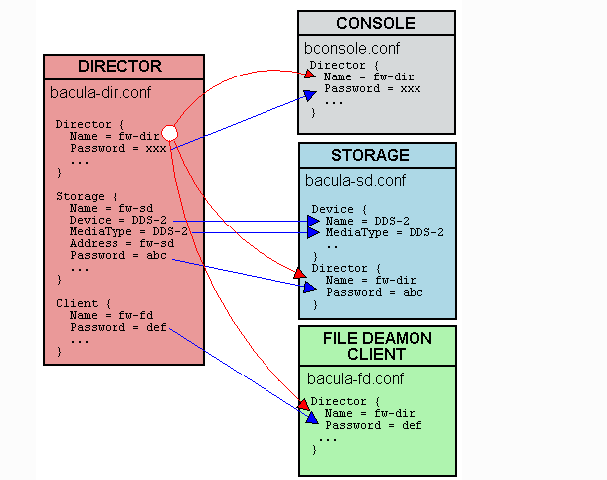 DIRECTOR
bacula-dir.conf
Director {
Name = fw-dir
Password = xxx
...
}
Storage {
Name = fw-sd
Device = DDS-2
MediaType = DDS-2
Address = fw-sd
Password = abc
...
}
Client {
Name = fw-fd
Password = def
...
}
CONSOLE
bconsole.conf
Director {
Name - fw-dir
Password = xxx
...
}
STORAGE
bacula-sd.conf
Device {
Name = DDS-2
MediaType = DDS-2
..
}
Director {
Name = fw-dir
Password = abc
}
FILE DEAMON
CLIENT
bacula-fd.conf
Director {
Name = fw-dir
Password = def
...
}